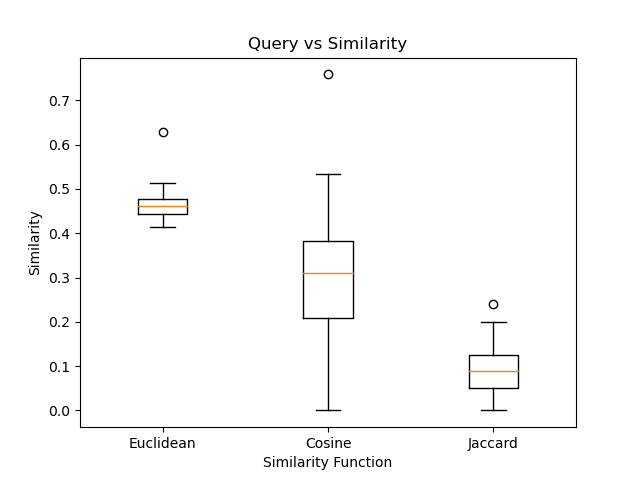 Query vs Similarity
Similarity
0.7
0.6
0.5
0.4
0.3
0.2
0.1
0.0
Euclidean Cosine Jaccard
Similarity Function